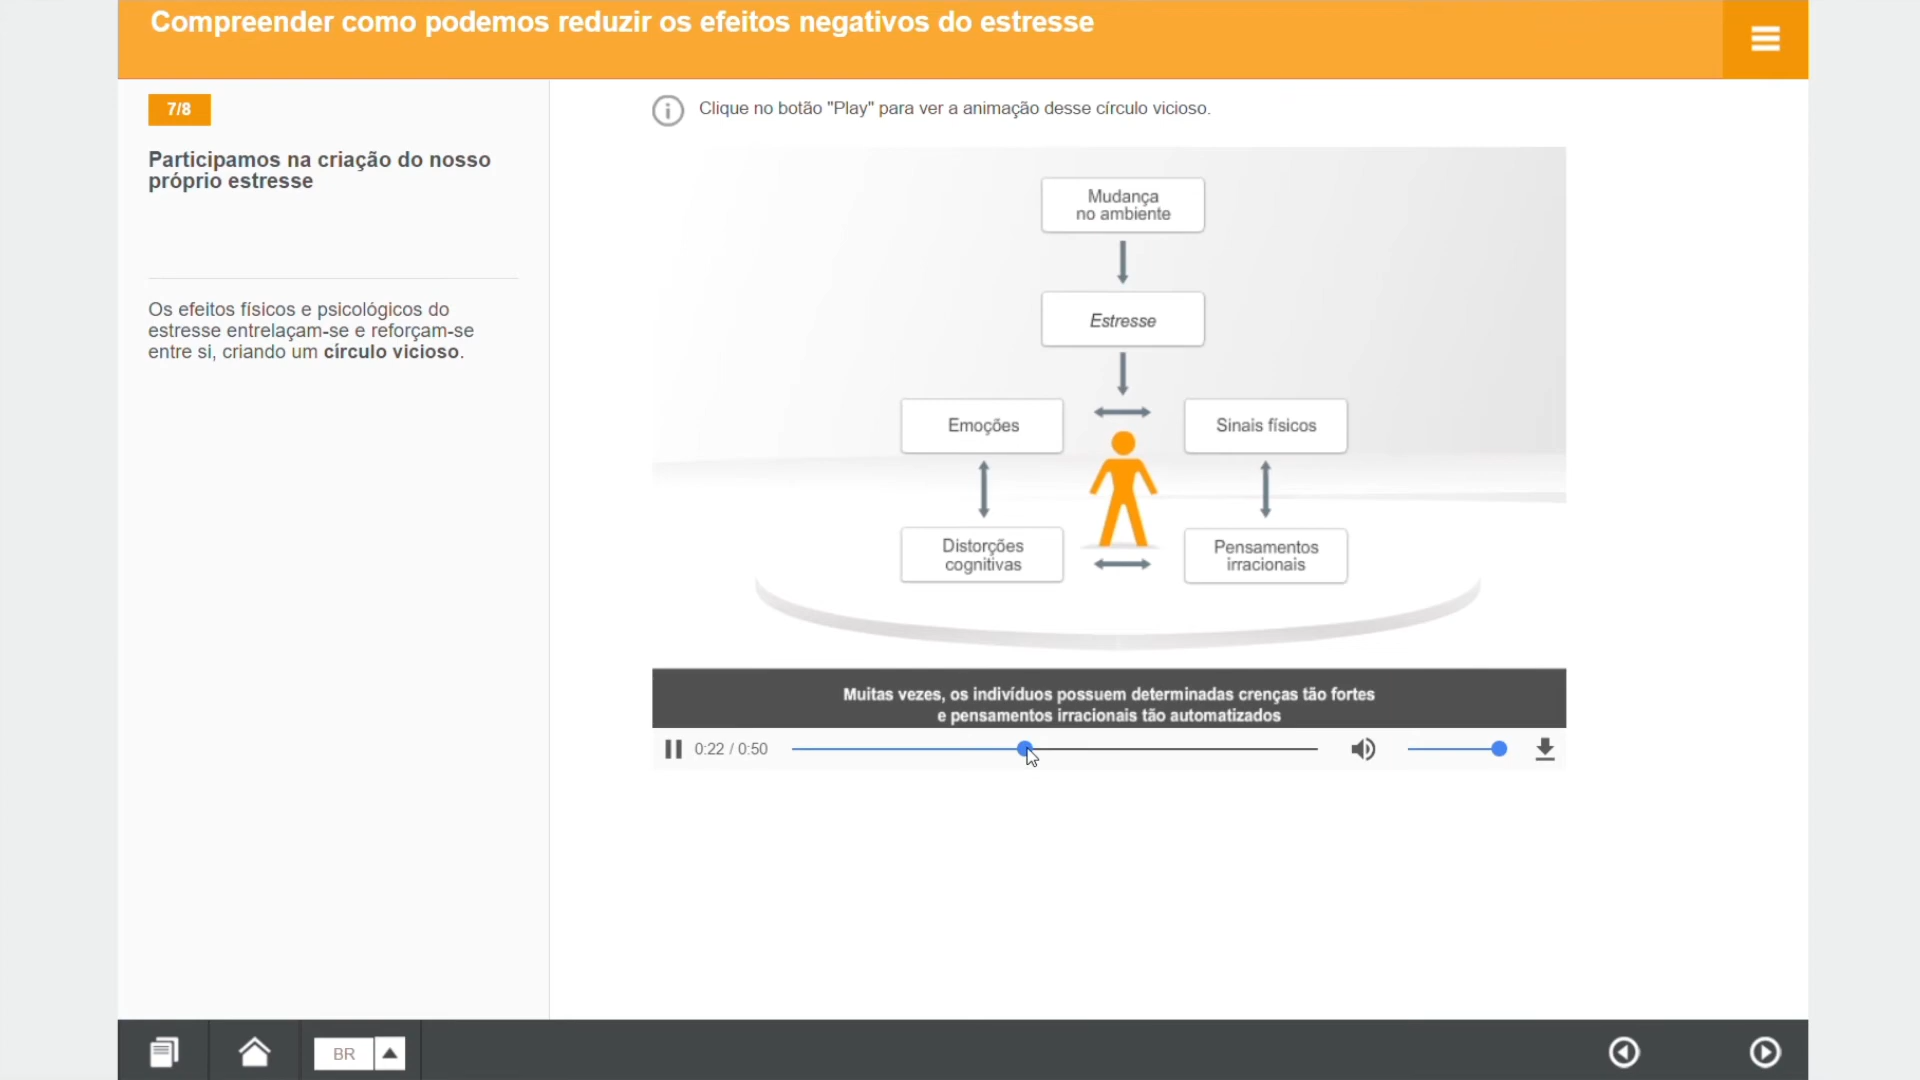 Compreender como podemos reduzir os efeitos negativos do estresse
7/8
Participamos na criação do nosso
próprio estresse
Os efeitos físicos e psicológicos do
estresse entrelaçam-se e reforçam-se
entre si, criando um círculo vicioso.
Clique no botão "Play" para ver a animação desse círculo vicioso.
Mudança
no ambiente
Estresse
Emoções
Sinais físicos
Distorções
cognitivas
Pensamentos
irracionais
Muitas vezes, os indivíduos possuem determinadas crenças tão fortes
e pensamentos irracionais tão automatizados
0:22 / 0:50
BR